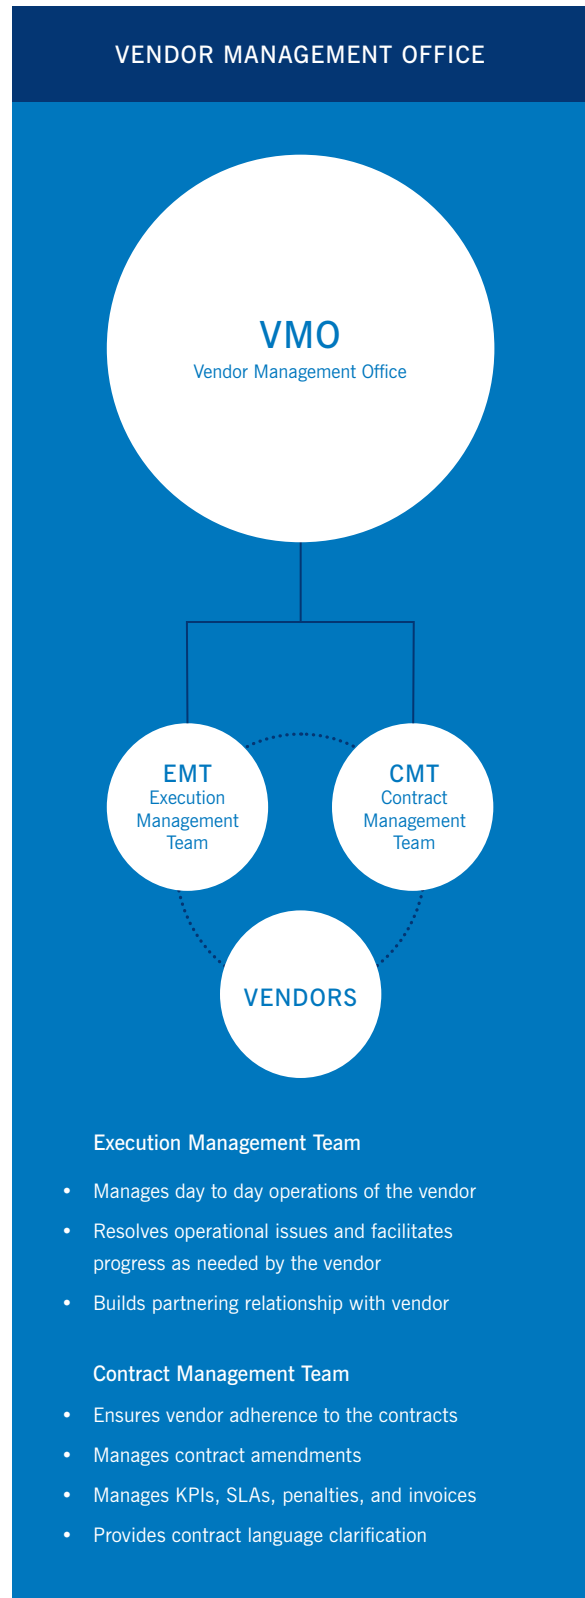 VENDOR MANAGEMENT OFFICE
VMO
Vendor Management Office
EMT
Execution
Management
Team
CMT
Contract
Management
Team
VENDORS
Execution Management Team
• Manages day to day operations of the vendor
• Resolves operational issues and facilitates
progress as needed by the vendor
• Builds partnering relationship with vendor
Contract Management Team
• Ensures vendor adherence to the contracts
• Manages contract amendments
• Manages KPIs, SLAs, penalties, and invoices
• Provides contract language clarification